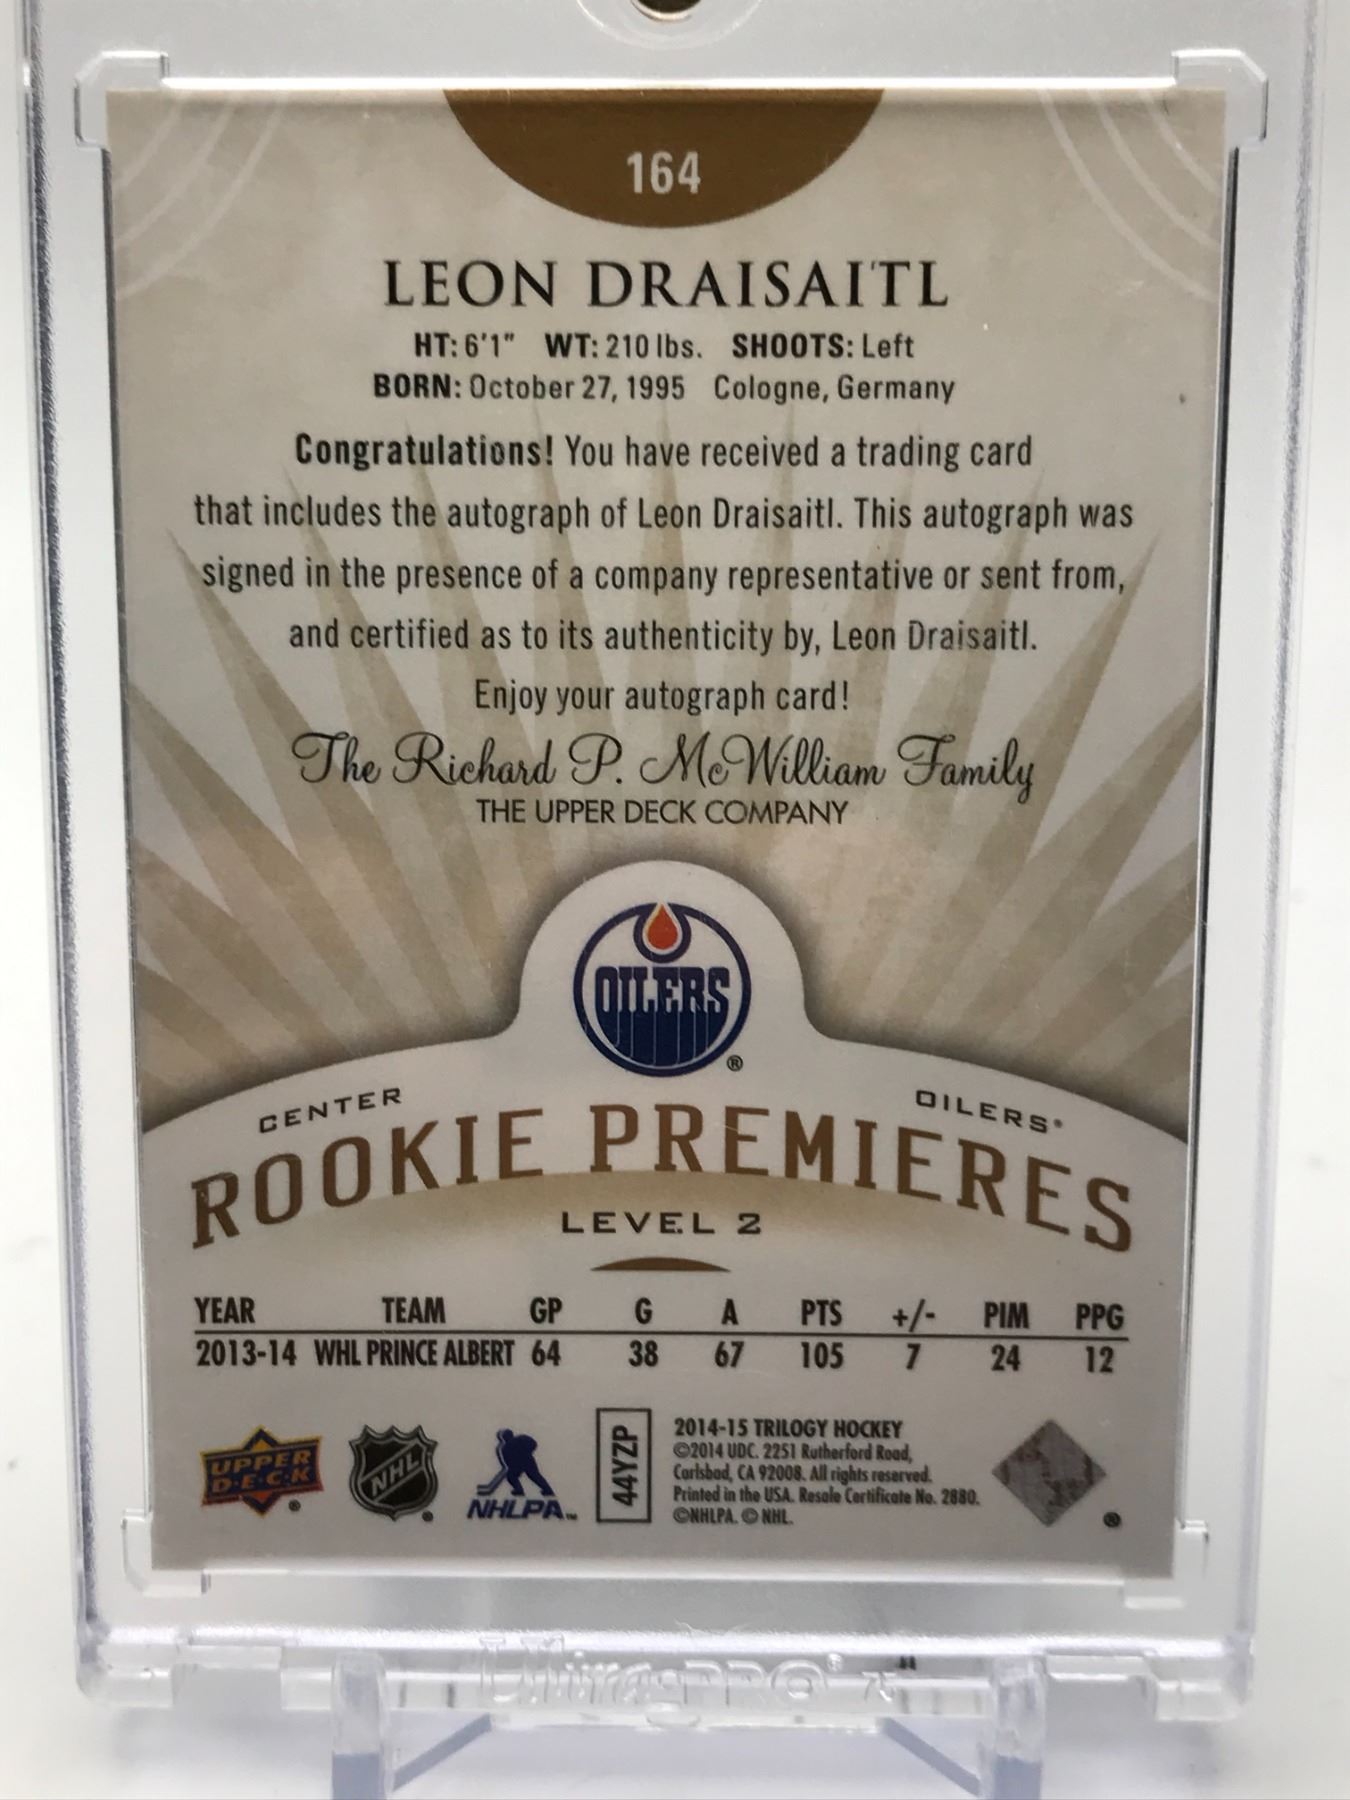 164
LEON DRAISAITL
HT: 6'1" WT: 210 lbs. SHOOTS: Left
BORN: October 27, 1995 Cologne, Germany
Congratulations! You have received a trading card
that includes the autograph of Leon Draisaitl. This autograph was
signed in the presence of a company representative or sent from,
and certified as to its authenticity by, Leon Draisaitl.
Enjoy your autograph card!
The Richard P. McWilliam Family
THE UPPER DECK COMPANY
OILERS
®
CENTER OILERS®
ROOKIE PREMIERES
LEVEL 2
YEAR TEAM GP G A PTS +/- PIM PPG
2013-14 WHL PRINCE ALBERT 64 38 67 105 7 24 12
UPPER
D·E·C·K ®
NHL ®
NHLPA™
44YZP
2014-15 TRILOGY HOCKEY
©2014 UDC. 2251 Rutherford Road,
Carlsbad, CA 92008. All rights reserved.
Printed in the USA. Resale Certificate No. 2880.
©NHLPA. © NHL.
®
Ultra·PRO®